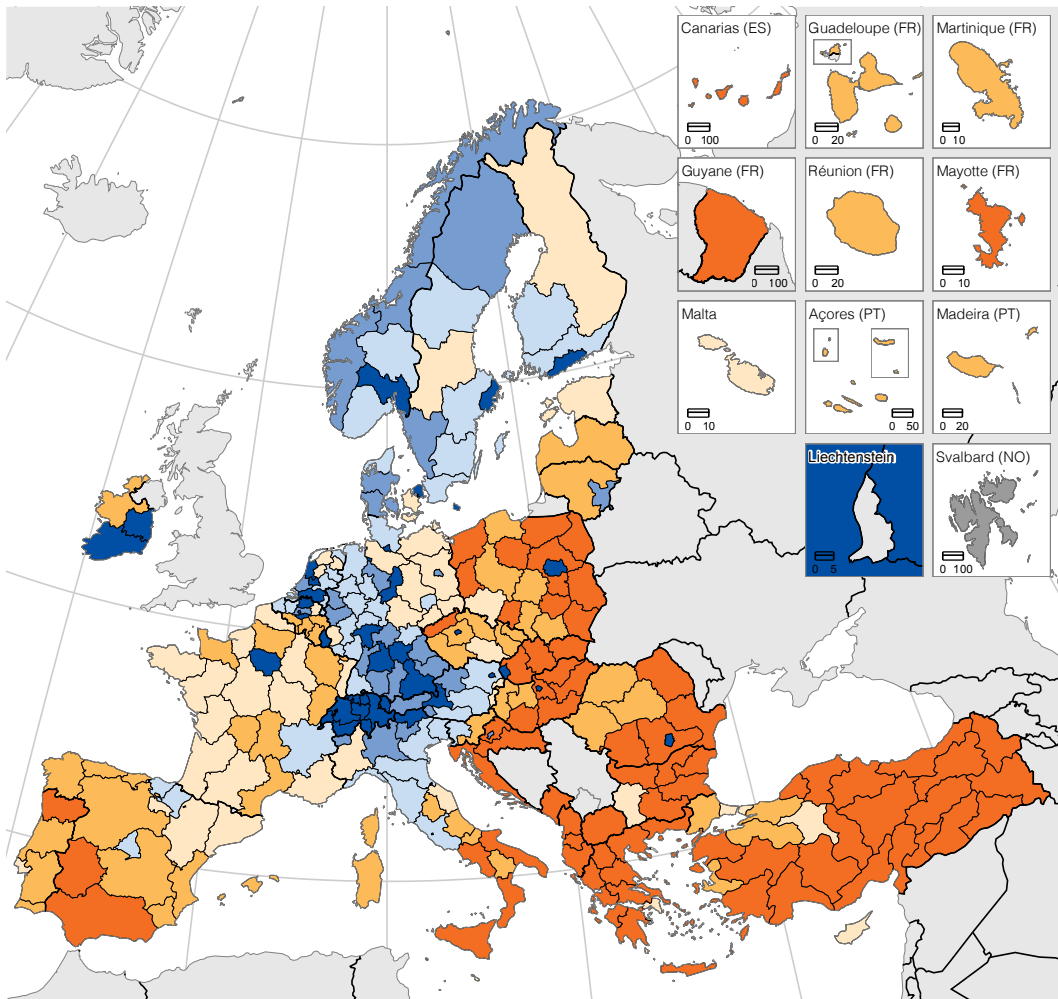 Canarias (ES)
0 100
Guadeloupe (FR)
0 20
Martinique (FR)
0 10
Guyane (FR)
0 100
Réunion (FR)
0 20
Mayotte (FR)
0 10
Malta
0 10
Açores (PT)
0 50
Madeira (PT)
0 20
Liechtenstein
0 5
Svalbard (NO)
0 100